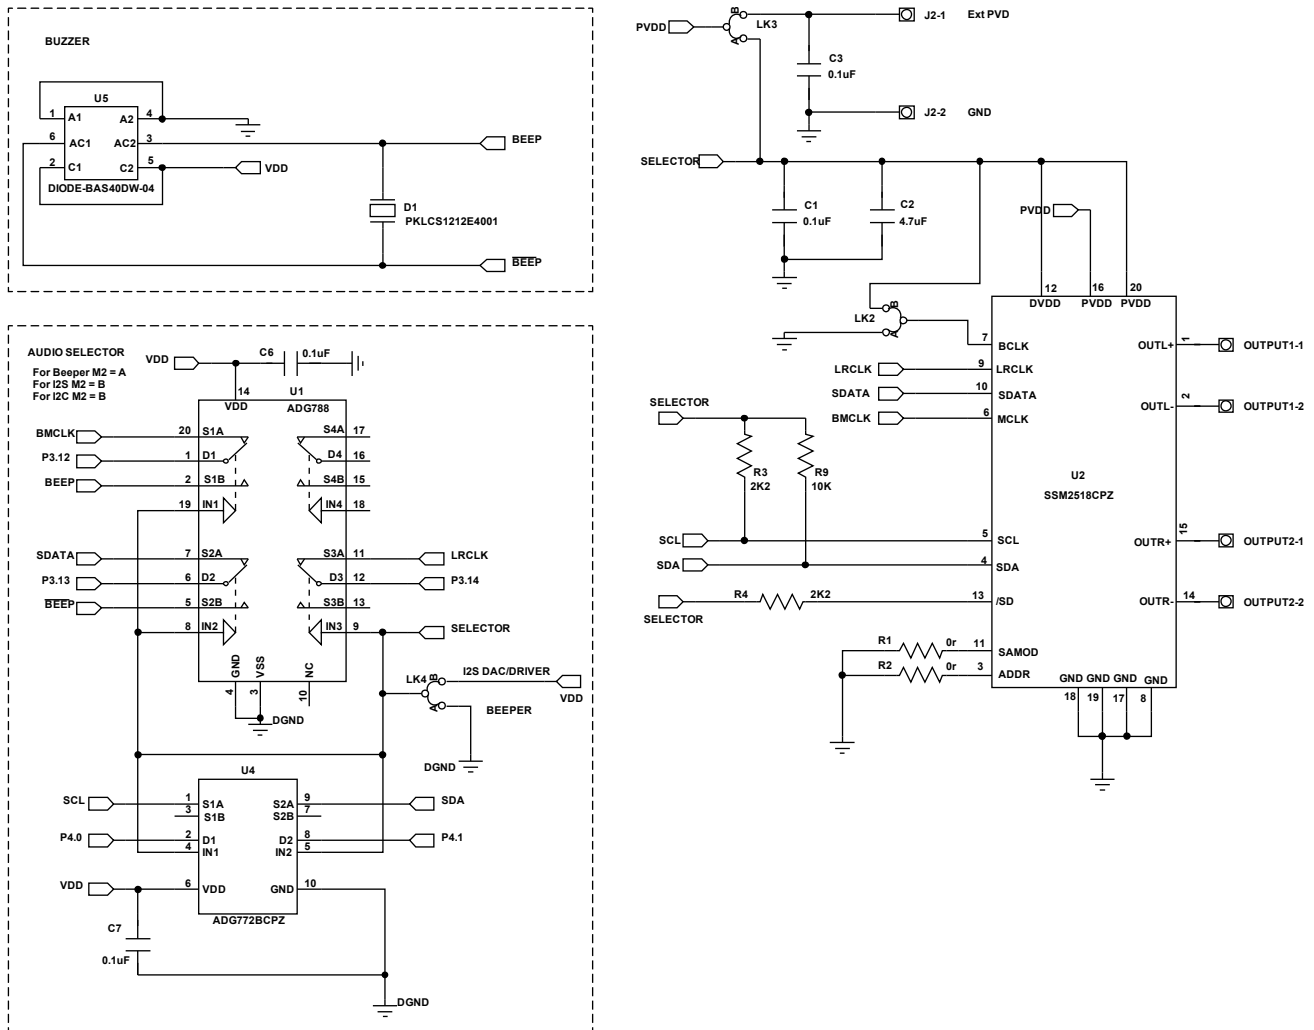 BUZZER
U5
1 A1 A2 4
6 AC1 AC2 3
2 C1 C2 5
DIODE-BAS40DW-04
VDD
BEEP
D1
PKLCS1212E4001
BEEP
AUDIO SELECTOR
For Beeper M2 = A
For I2S M2 = B
For I2C M2 = B
VDD
C6 0.1uF
14
VDD
U1
ADG788
BMCLK 20 S1A S4A 17
P3.12 1 D1 D4 16
BEEP 2 S1B S4B 15
19 IN1 IN4 18
SDATA 7 S2A S3A 11 LRCLK
P3.13 6 D2 D3 12 P3.14
BEEP 5 S2B S3B 13
8 IN2 IN3 9 SELECTOR
GND VSS NC
4 3 10
DGND
LK4 B A
I2S DAC/DRIVER
VDD
BEEPER
DGND
U4
SCL 1 S1A S2A 9 SDA
3 S1B S2B 7
P4.0 2 D1 D2 8 P4.1
4 IN1 IN2 5
VDD 6 VDD GND 10
ADG772BCPZ
C7
0.1uF
DGND
PVDD
B
A
LK3
J2-1 Ext PVD
C3
0.1uF
J2-2 GND
SELECTOR
C1
0.1uF
C2
4.7uF
PVDD
12 16 20
DVDD PVDD PVDD
LK2
B
A
7 BCLK
LRCLK 9 LRCLK
SDATA 10 SDATA
BMCLK 6 MCLK
OUTL+ 1 OUTPUT1-1
OUTL- 2 OUTPUT1-2
SELECTOR
R3
2K2
R9
10K
U2
SSM2518CPZ
SCL 5 SCL
SDA 4 SDA
OUTR+ 15 OUTPUT2-1
SELECTOR
R4 2K2 13 /SD
OUTR- 14 OUTPUT2-2
R1 0r 11 SAMOD
R2 0r 3 ADDR
GND GND GND GND
18 19 17 8